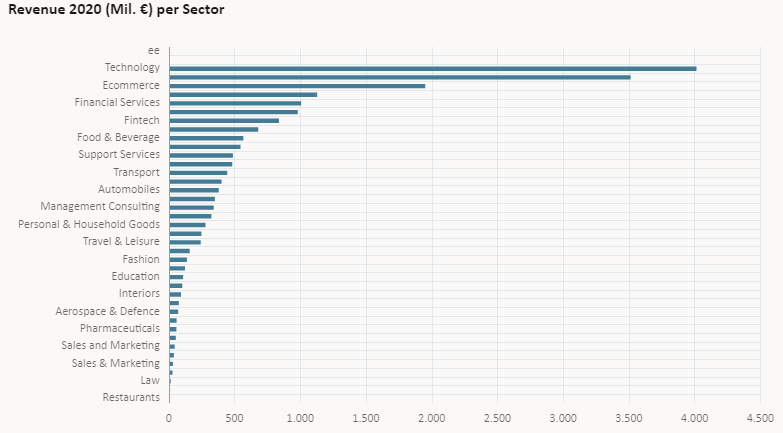 Revenue 2020 (Mil. €) per Sector
ee
Technology
Ecommerce
Financial Services
Fintech
Food & Beverage
Support Services
Transport
Automobiles
Management Consulting
Personal & Household Goods
Travel & Leisure
Fashion
Education
Interiors
Aerospace & Defence
Pharmaceuticals
Sales and Marketing
Sales & Marketing
Law
Restaurants
0 500 1.000 1.500 2.000 2.500 3.000 3.500 4.000 4.500